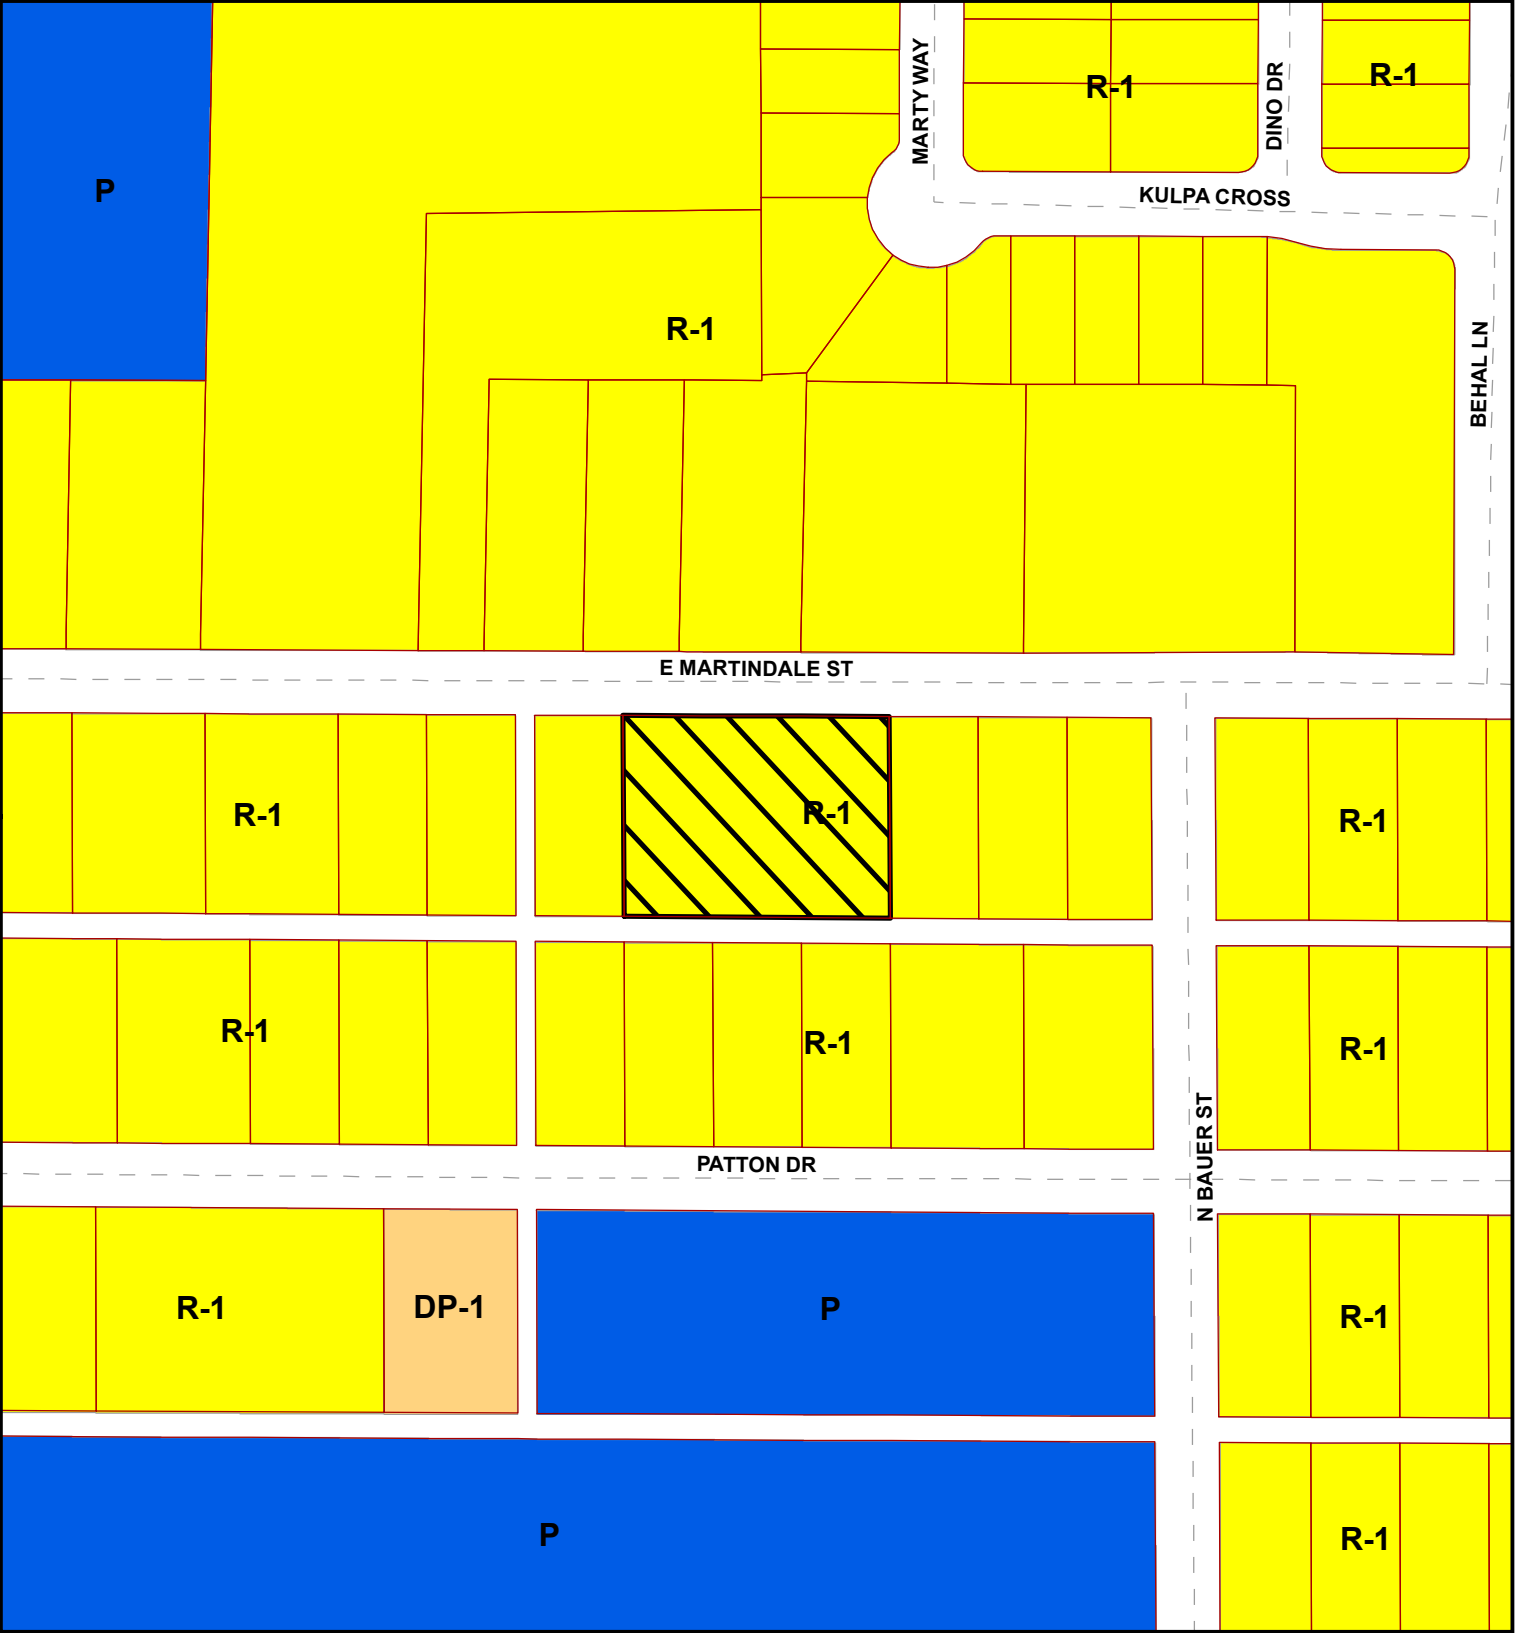 MARTY WAY
R-1
DINO DR
R-1
P
KULPA CROSS
R-1
BEHAL LN
E MARTINDALE ST
R-1
R-1
R-1
R-1
R-1
R-1
PATTON DR
N BAUER ST
R-1
DP-1
P
R-1
P
R-1